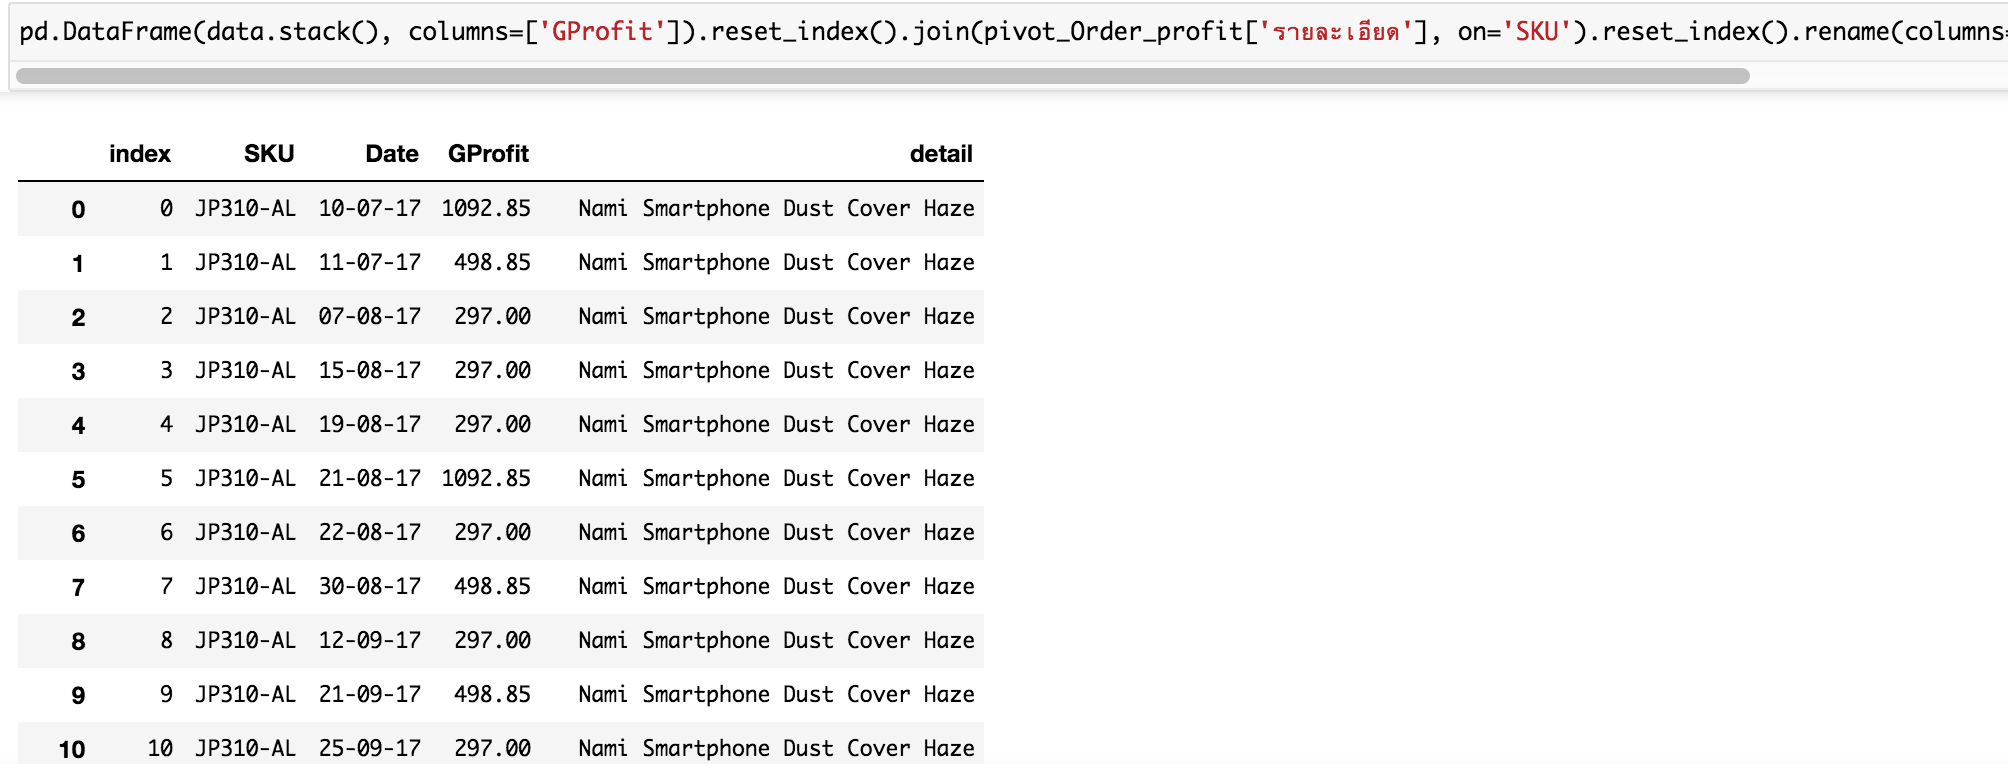 pd.DataFrame(data.stack(), columns=['GProfit']).reset_index().join(pivot_Order_profit['รายละเอียด'], on='SKU').reset_index().rename(columns=
index SKU Date GProfit detail
0 0 JP310-AL 10-07-17 1092.85 Nami Smartphone Dust Cover Haze
1 1 JP310-AL 11-07-17 498.85 Nami Smartphone Dust Cover Haze
2 2 JP310-AL 07-08-17 297.00 Nami Smartphone Dust Cover Haze
3 3 JP310-AL 15-08-17 297.00 Nami Smartphone Dust Cover Haze
4 4 JP310-AL 19-08-17 297.00 Nami Smartphone Dust Cover Haze
5 5 JP310-AL 21-08-17 1092.85 Nami Smartphone Dust Cover Haze
6 6 JP310-AL 22-08-17 297.00 Nami Smartphone Dust Cover Haze
7 7 JP310-AL 30-08-17 498.85 Nami Smartphone Dust Cover Haze
8 8 JP310-AL 12-09-17 297.00 Nami Smartphone Dust Cover Haze
9 9 JP310-AL 21-09-17 498.85 Nami Smartphone Dust Cover Haze
10 10 JP310-AL 25-09-17 297.00 Nami Smartphone Dust Cover Haze